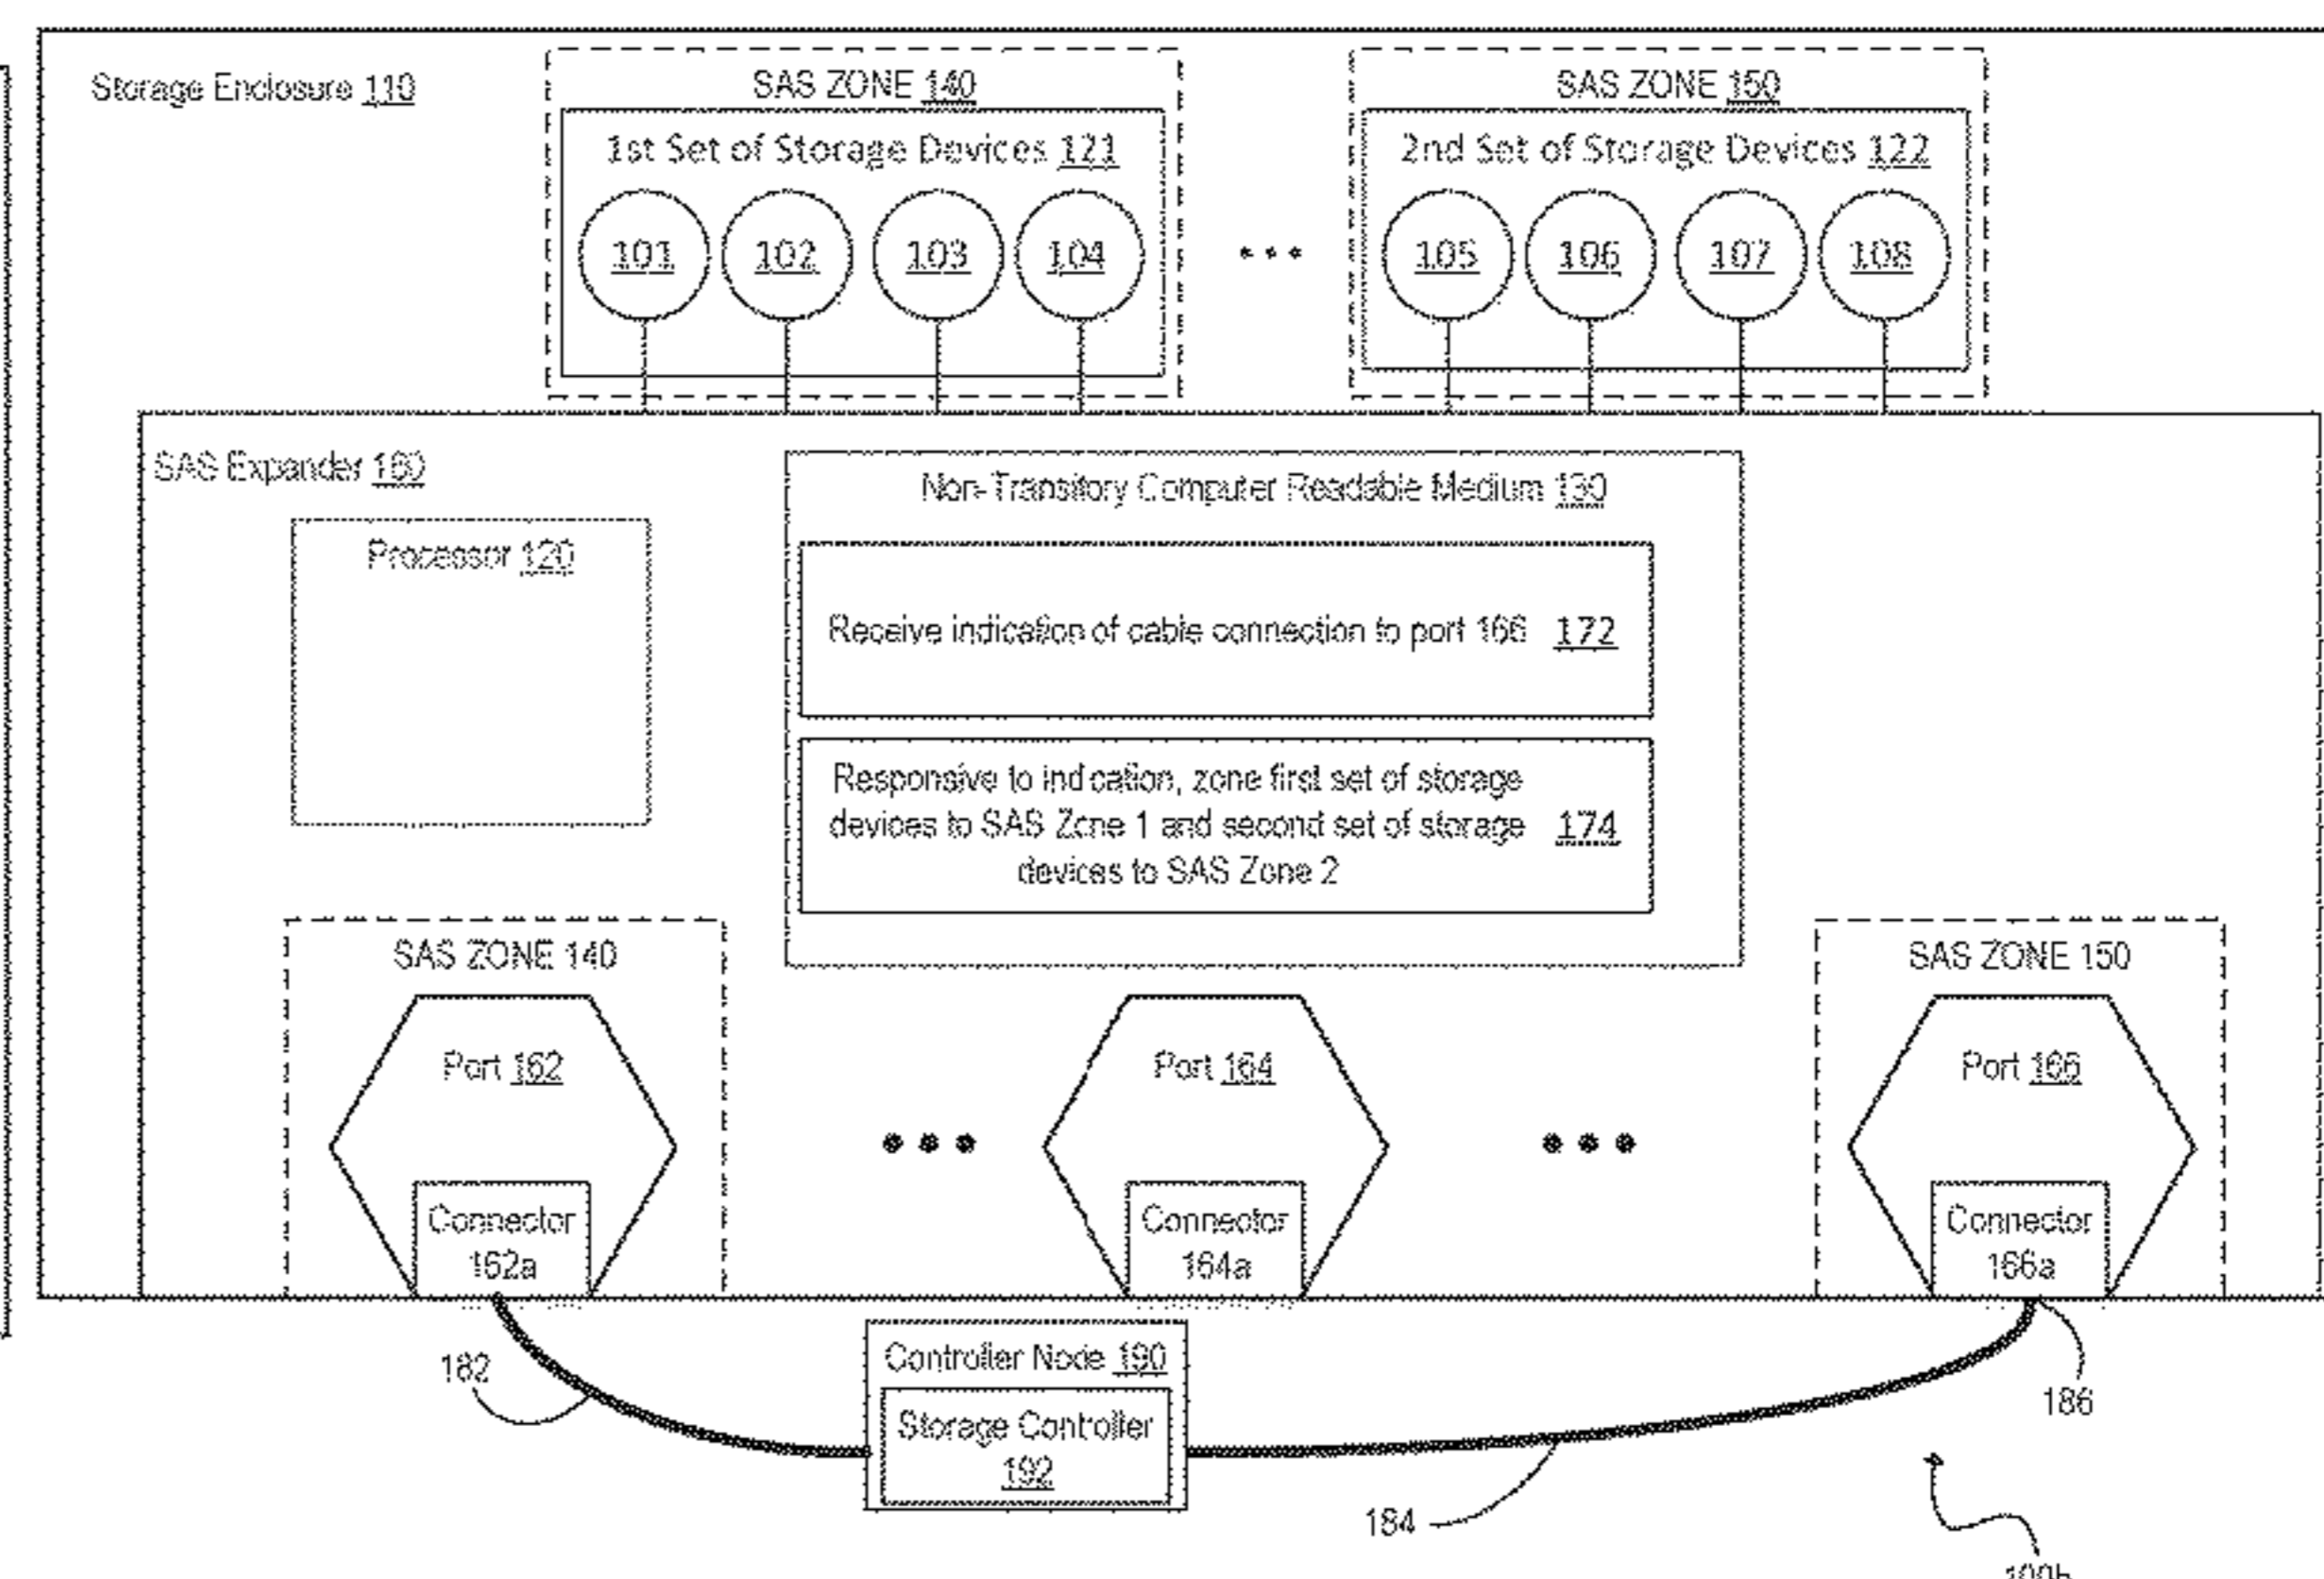 Storage Enclosure 110
SAS ZONE 140
1st Set of Storage Devices 121
101 102 103 104
...
SAS ZONE 150
2nd Set of Storage Devices 122
105 106 107 108
SAS Expander 160
Processor 120
Non-Transitory Computer Readable Medium 130
Receive indication of cable connection to port 166 172
Responsive to indication, zone first set of storage
devices to SAS Zone 1 and second set of storage 174
devices to SAS Zone 2
SAS ZONE 140
Port 162
Connector
162a
...
Port 164
Connector
164a
...
SAS ZONE 150
Port 166
Connector
166a
182
Controller Node 190
Storage Controller
192
184
186